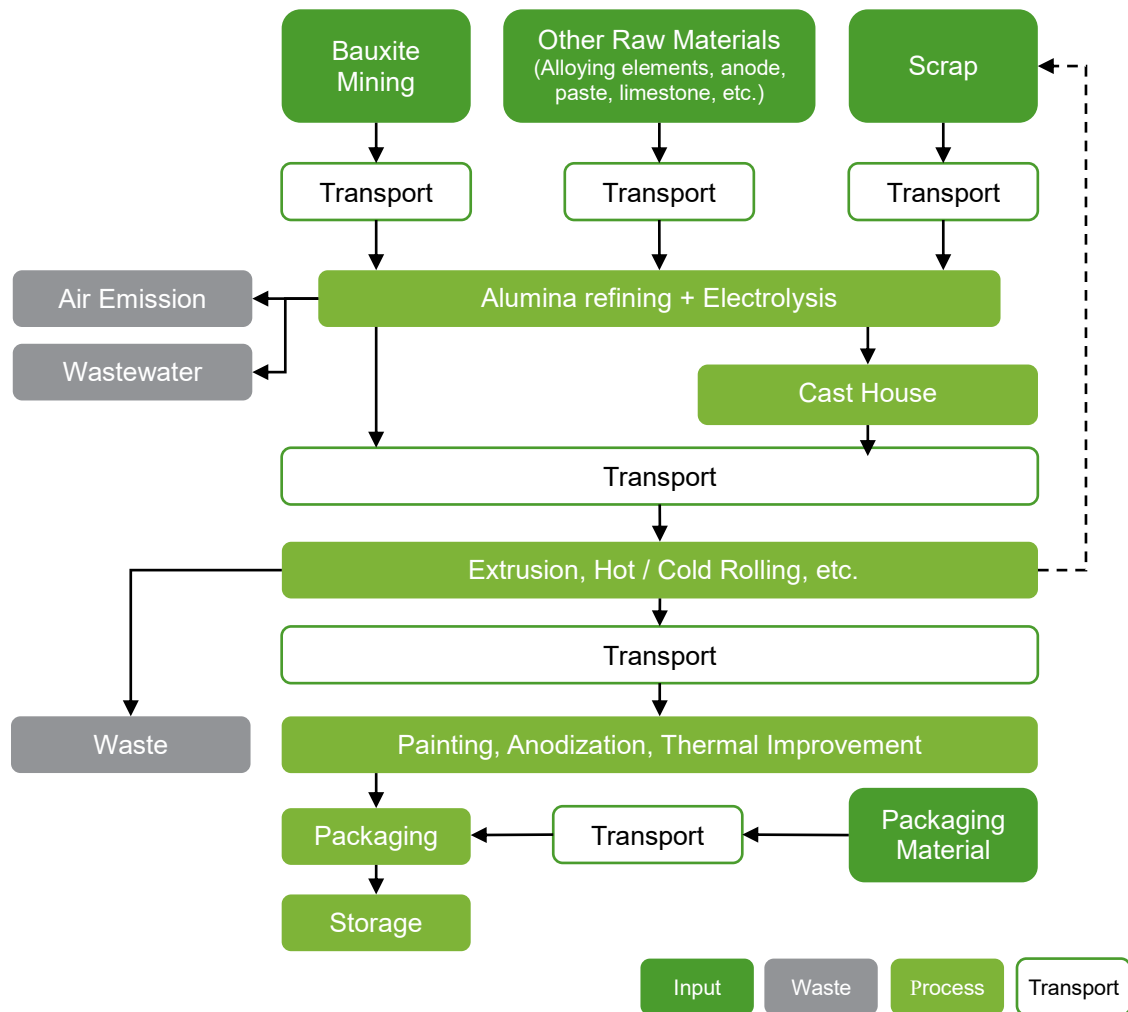 Bauxite
Mining
Other Raw Materials
(Alloying elements, anode,
paste, limestone, etc.)
Scrap
Transport
Transport
Transport
Air Emission
Alumina refining + Electrolysis
Wastewater
Cast House
Transport
Extrusion, Hot / Cold Rolling, etc.
Transport
Waste
Painting, Anodization, Thermal Improvement
Packaging
Transport
Packaging
Material
Storage
Input
Waste
Process
Transport